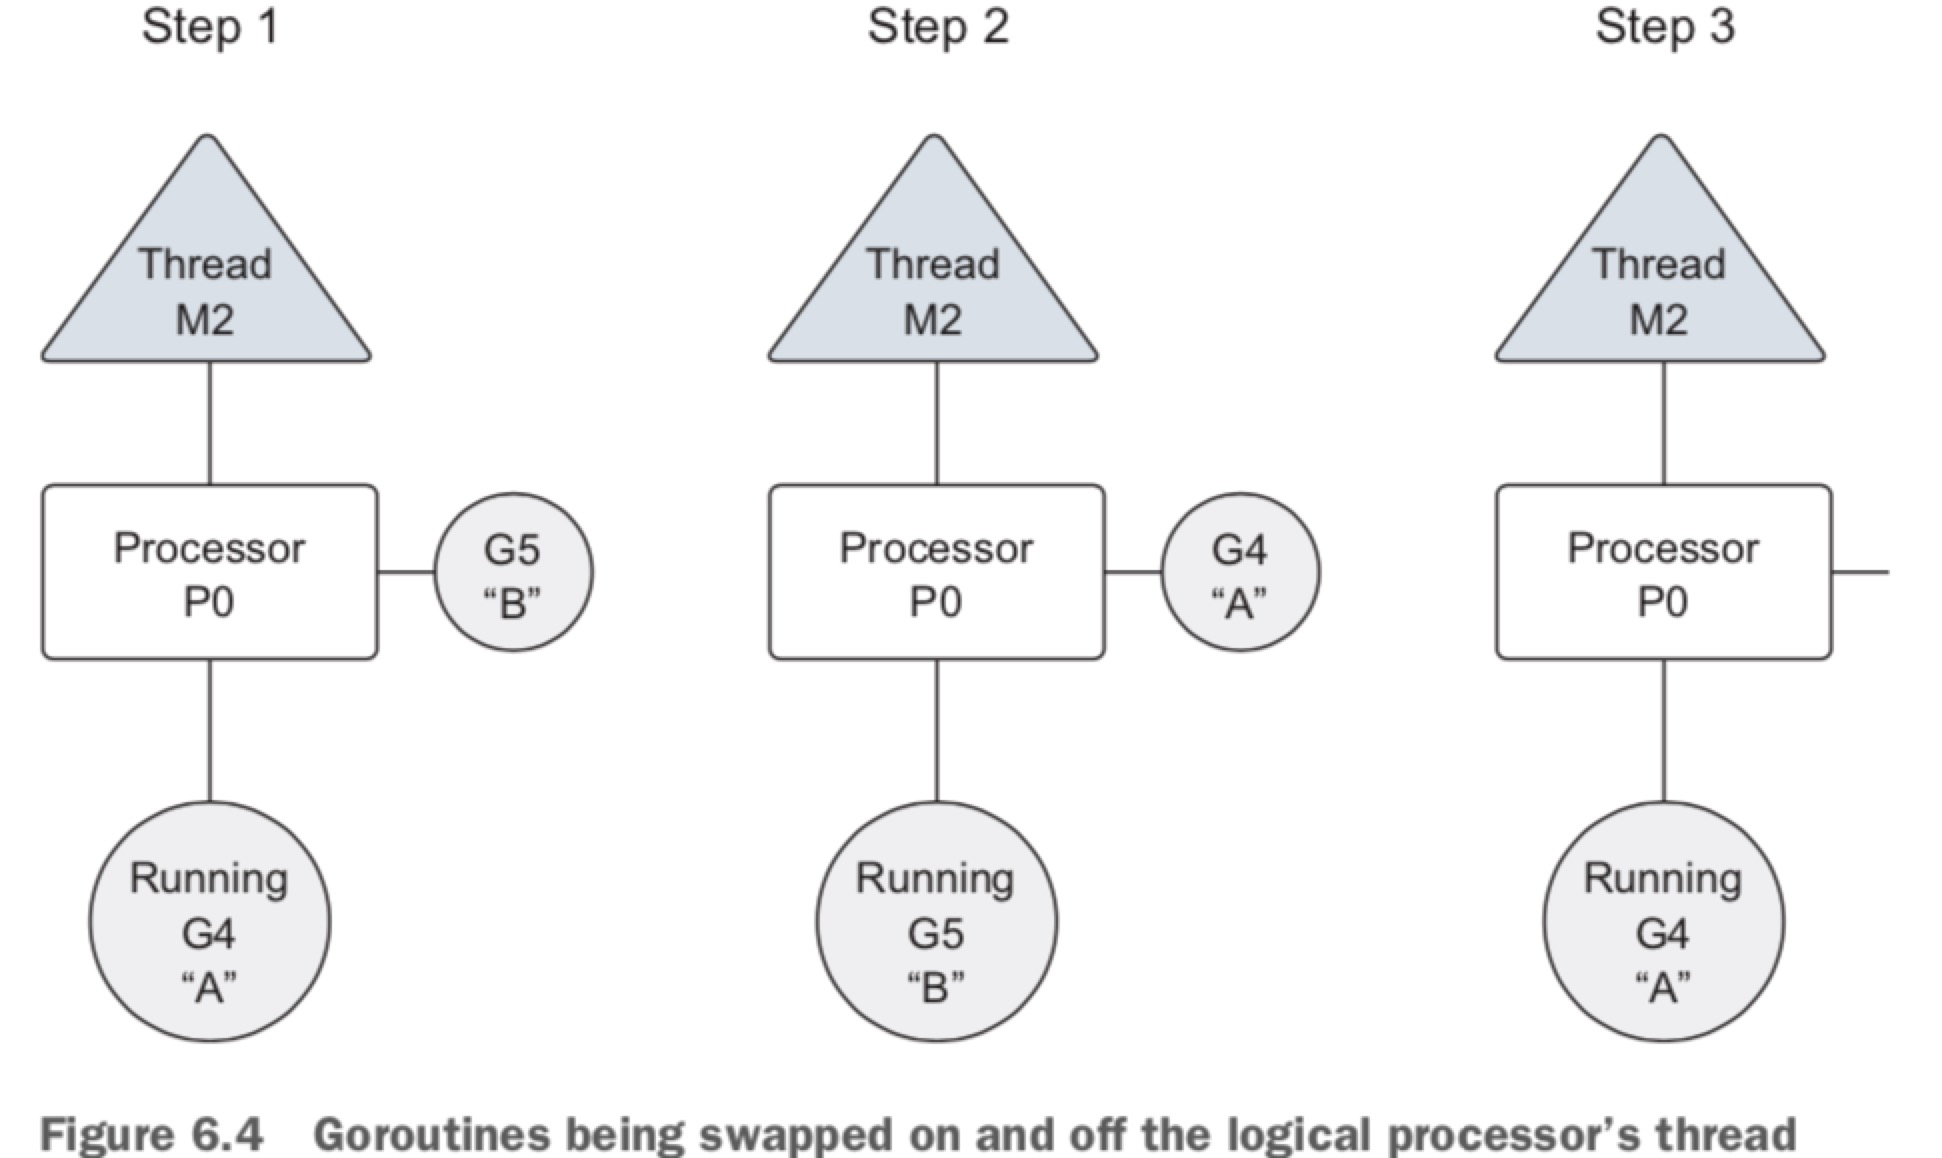 Step 1
Step 2
Step 3
Thread
M2
Thread
M2
Thread
M2
Processor
P0
G5
“B”
Processor
P0
G4
“A”
Processor
P0
Running
G4
“A”
Running
G5
“B”
Running
G4
“A”
Figure 6.4 Goroutines being swapped on and off the logical processor’s thread